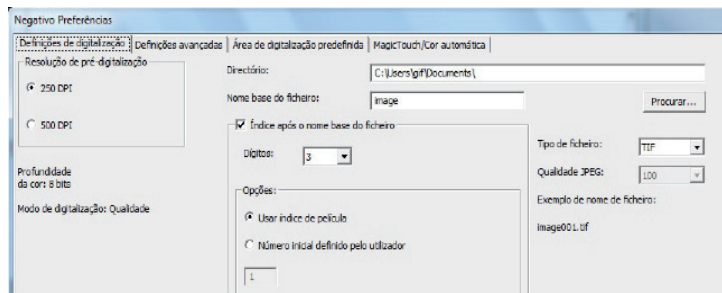 Negativo Preferências
Definições de digitalização
Definições avançadas
Área de digitalização predefinida
MagicTouch/Cor automática
Resolução de pré-digitalização
250 DPI
500 DPI
Profundidade
da cor: 8 bits
Modo de digitalização: Qualidade
Directório:
C:\Users\gif\Documents\
Nome base do ficheiro:
image
Procurar...
Índice após o nome base do ficheiro
Dígitos:
3
Opções:
Usar índice de película
Número inicial definido pelo utilizador
1
Tipo de ficheiro:
TIF
Qualidade JPEG:
100
Exemplo de nome de ficheiro:
image001.tif